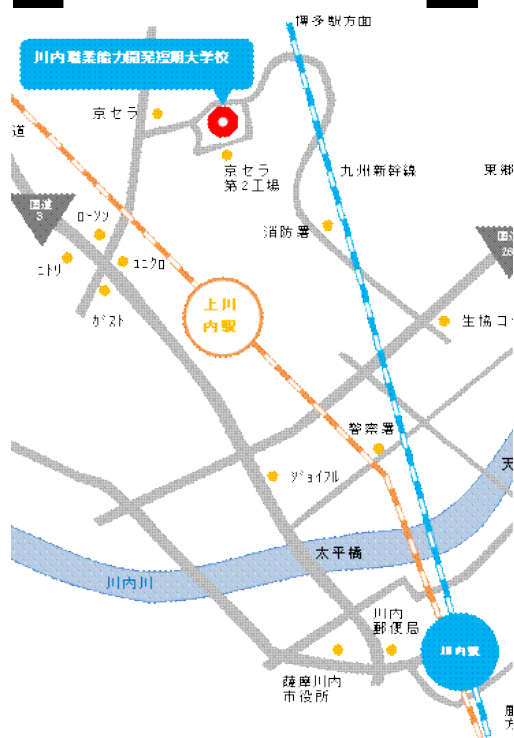 博多駅方面
川内職業能力開発短期大学校
京セラ
道
京セラ
第2工場
九州新幹線
東郷
国道
3
ローソン
消防署
ニトリ
ユニクロ
上川
内駅
ガスト
生協コ
警察署
ジョイフル
天
太平橋
川内川
川内
郵便局
川内駅
薩摩川内
市役所